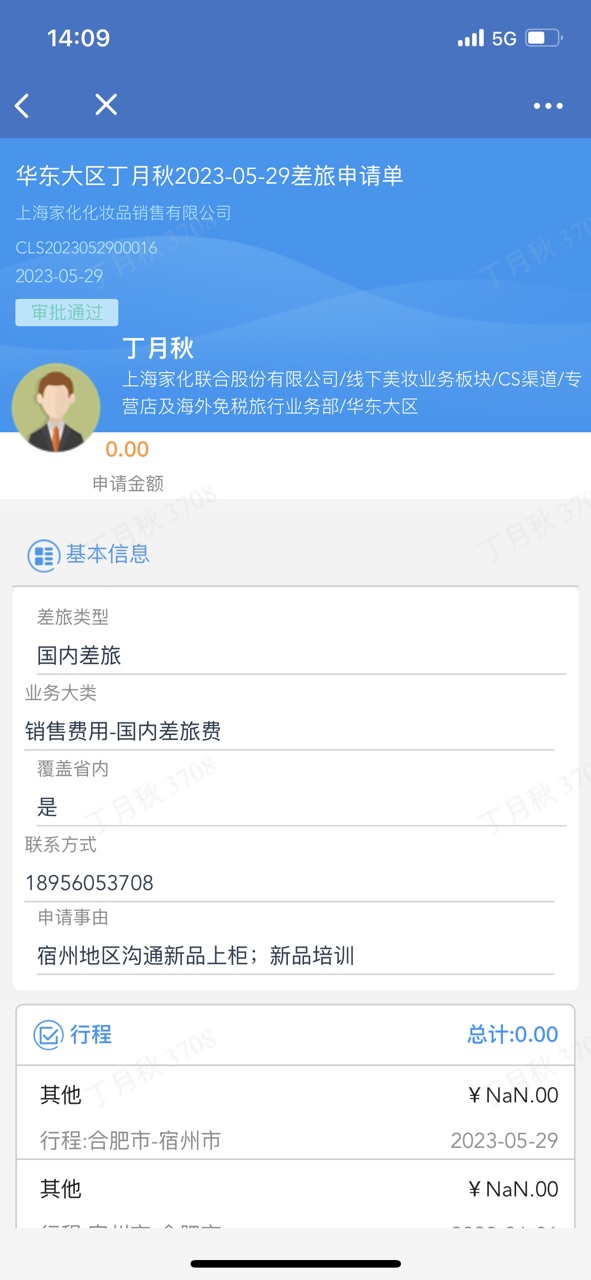 14:09
5G
华东大区丁月秋2023-05-29差旅申请单
上海家化化妆品销售有限公司
CLS2023052900016
2023-05-29
审批通过
丁月秋
上海家化联合股份有限公司/线下美妆业务板块/CS渠道/专
营店及海外免税旅行业务部/华东大区
0.00
申请金额
基本信息
差旅类型
国内差旅
业务大类
销售费用-国内差旅费
覆盖省内
是
联系方式
18956053708
申请事由
宿州地区沟通新品上柜；新品培训
行程
总计:0.00
其他
¥ NaN.00
行程:合肥市-宿州市
2023-05-29
其他
¥ NaN.00
丁月秋 3708
丁月秋 370
丁月秋 3708
丁月秋 370
丁月秋 3708
丁月秋 370
丁月秋 3708